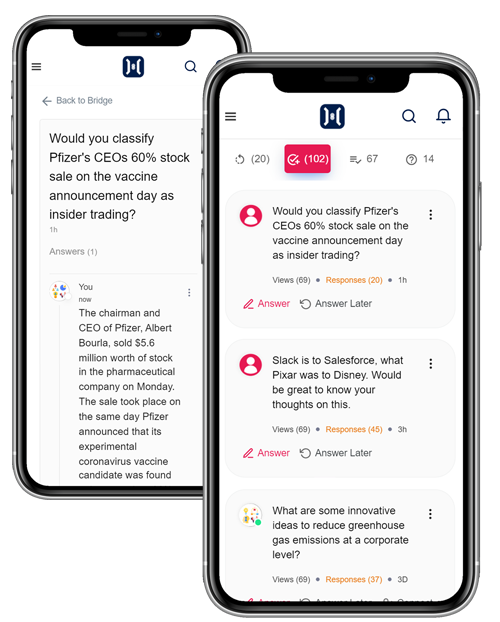 Back to Bridge
Would you classify
Pfizer's CEOs 60% stock
sale on the vaccine
announcement day as
insider trading?
1h
Answers (1)
You
now
The chairman and
CEO of Pfizer, Albert
Bourla, sold $5.6
million worth of stock
in the pharmaceutical
company on Monday.
The sale took place on
the same day Pfizer
announced that its
experimental
coronavirus vaccine
candidate was found
(20) (102) 67 14
Would you classify Pfizer's
CEOs 60% stock sale on the
vaccine announcement day
as insider trading?
Views (69) Responses (20) 1h
Answer Answer Later
Slack is to Salesforce, what
Pixar was to Disney. Would
be great to know your
thoughts on this.
Views (69) Responses (45) 3h
Answer Answer Later
What are some innovative
ideas to reduce greenhouse
gas emissions at a corporate
level?
Views (69) Responses (37) 3D
Answer Answer Later